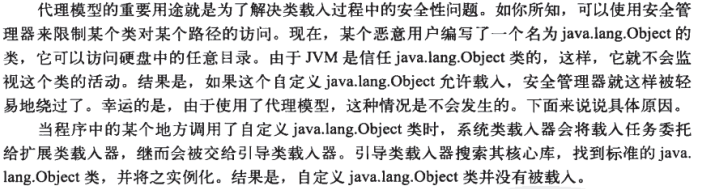 代理模型的重要用途就是为了解决类载入过程中的安全性问题。如你所知，可以使用安全管
理器来限制某个类对某个路径的访问。现在，某个恶意用户编写了一个名为 java.lang.Object 的
类，它可以访问硬盘中的任意目录。由于 JVM 是信任 java.lang.Object 类的，这样，它就不会监
视这个类的活动。结果是，如果这个自定义 java.lang.Object 允许载入，安全管理器就这样被轻
易地绕过了。幸运的是，由于使用了代理模型，这种情况是不会发生的。下面来说说具体原因。
当程序中的某个地方调用了自定义 java.lang.Object 类时，系统类载入器会将载入任务委托
给扩展类载入器，继而会被交给引导类载入器。引导类载入器搜索其核心库，找到标准的 java.
lang.Object 类，并将之实例化。结果是，自定义 java.lang.Object 类并没有被载入。